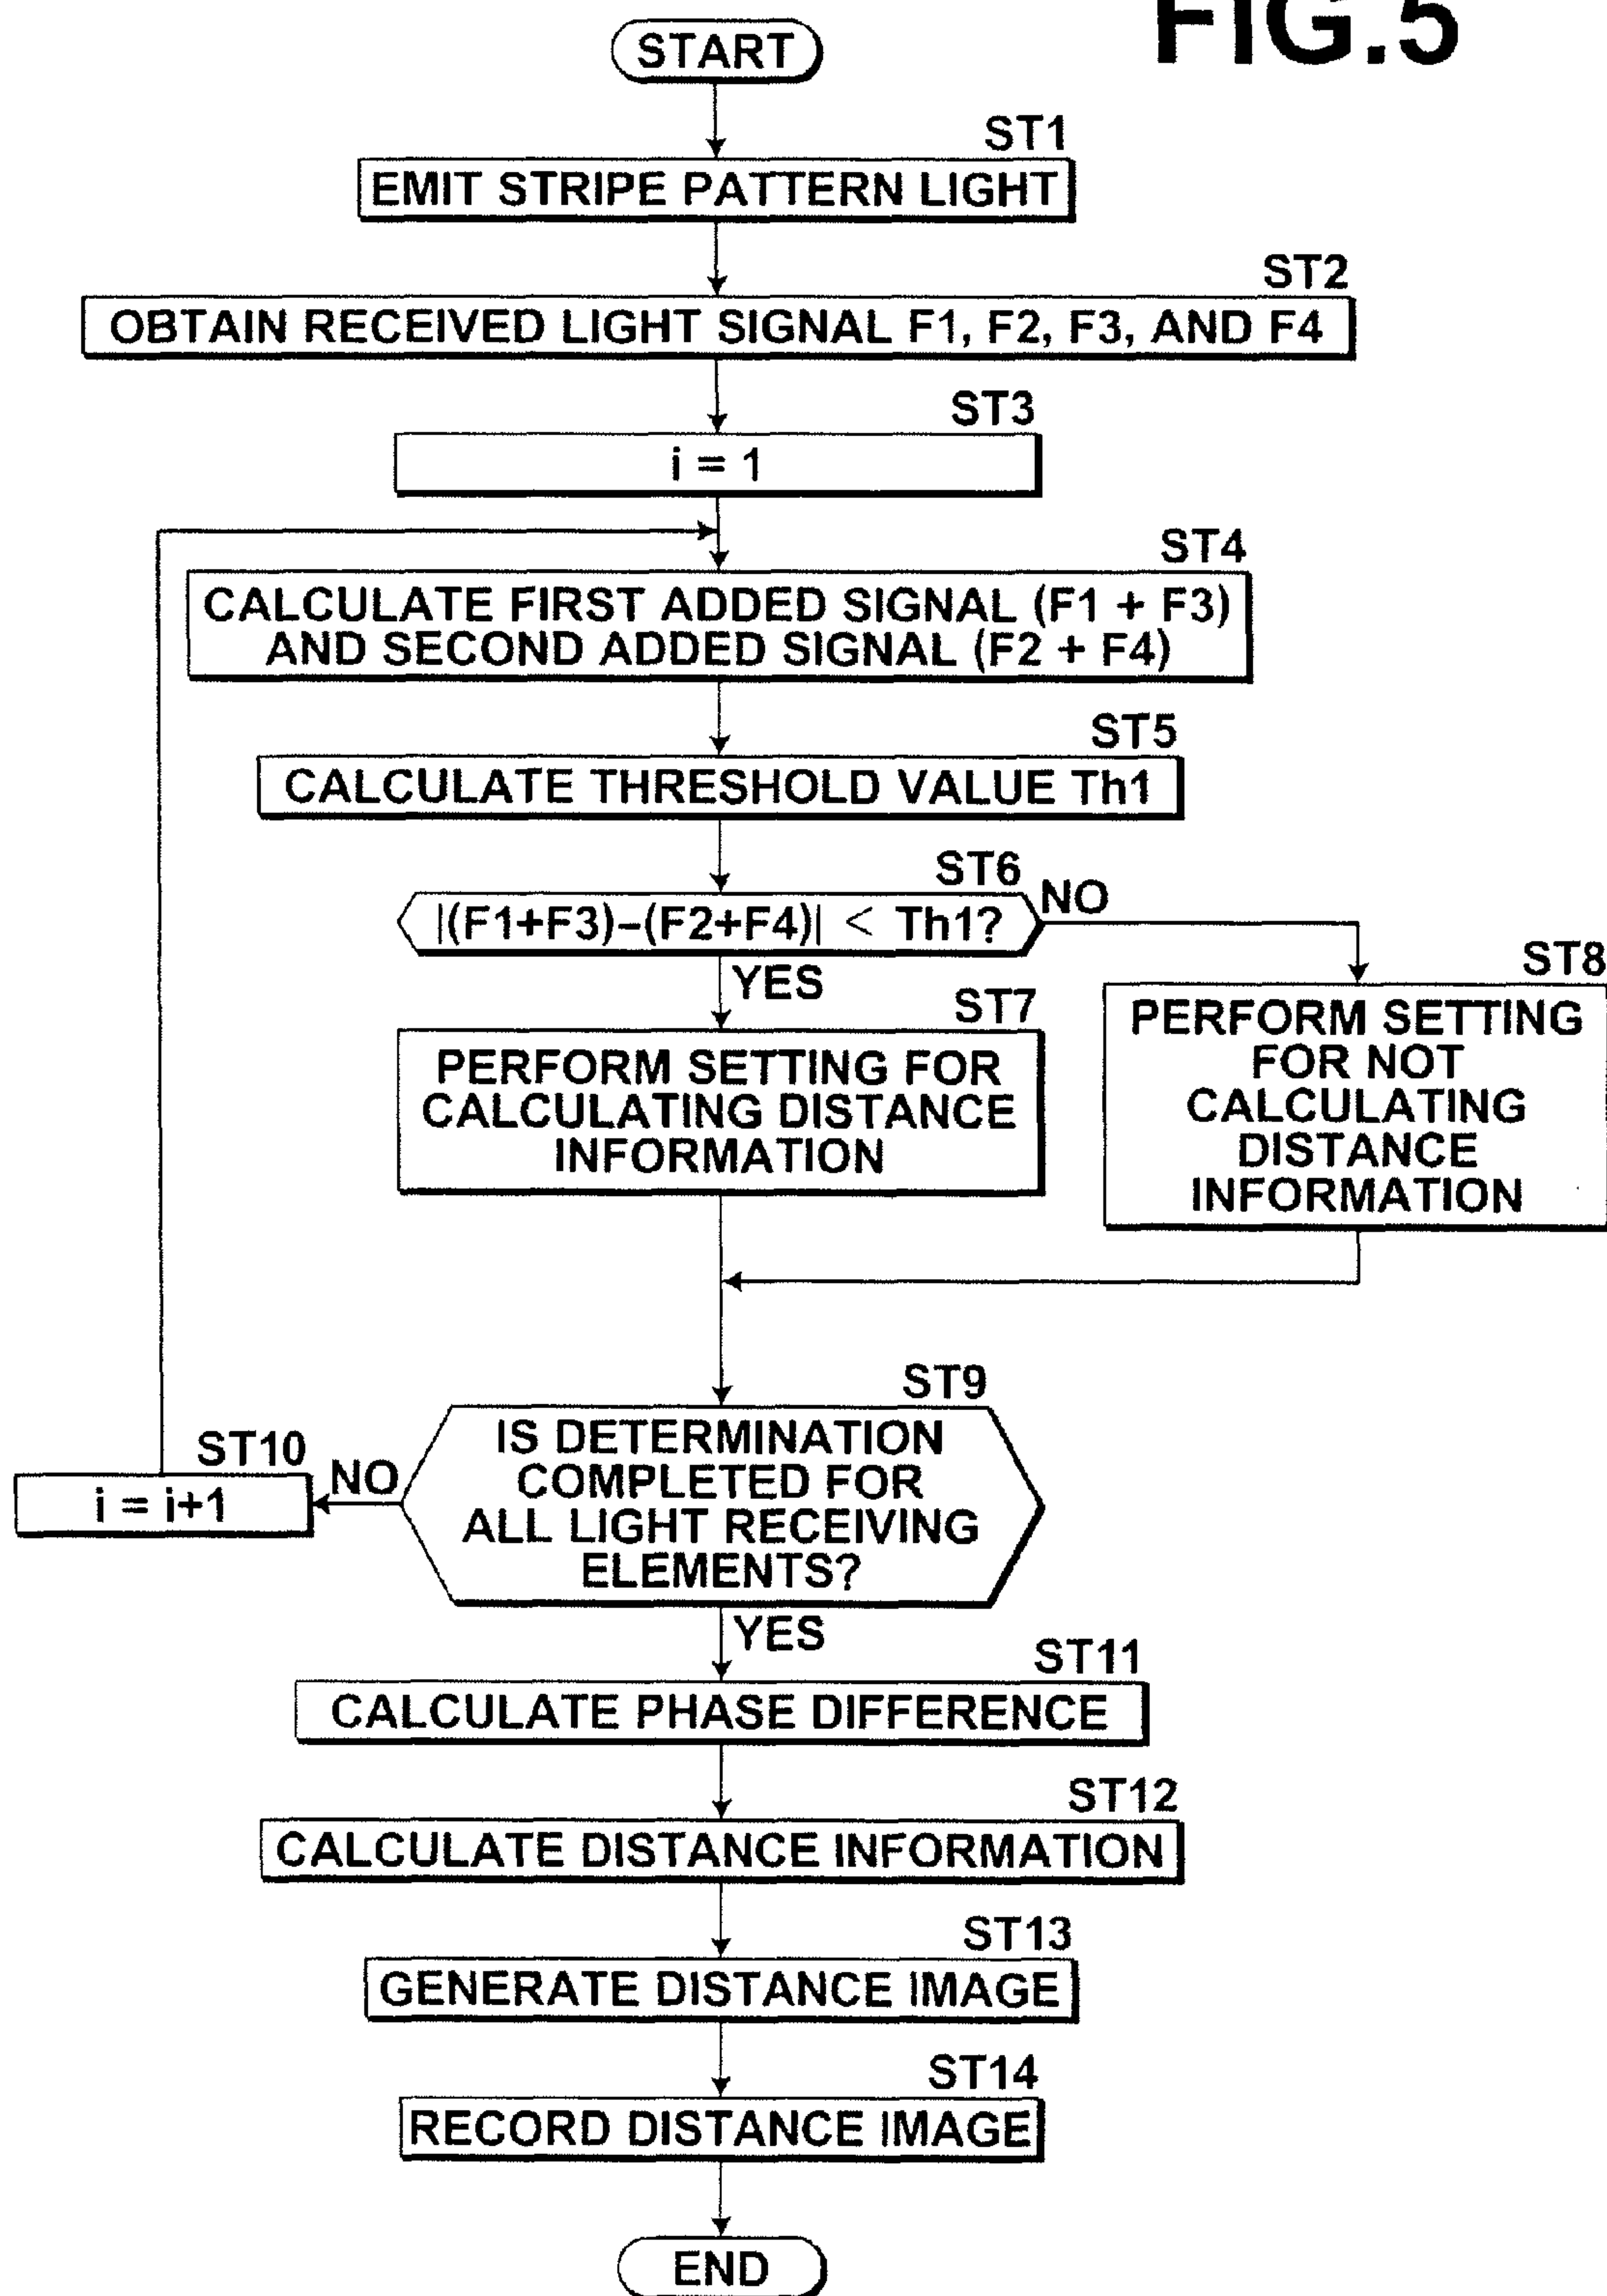 FIG.5
START
ST1
EMIT STRIPE PATTERN LIGHT
ST2
OBTAIN RECEIVED LIGHT SIGNAL F1, F2, F3, AND F4
ST3
i = 1
ST4
CALCULATE FIRST ADDED SIGNAL (F1 + F3)
AND SECOND ADDED SIGNAL (F2 + F4)
ST5
CALCULATE THRESHOLD VALUE Th1
ST6
|(F1+F3)–(F2+F4)| < Th1?
NO
YES
ST7
PERFORM SETTING FOR
CALCULATING DISTANCE
INFORMATION
ST8
PERFORM SETTING
FOR NOT
CALCULATING
DISTANCE
INFORMATION
ST9
IS DETERMINATION
COMPLETED FOR
ALL LIGHT RECEIVING
ELEMENTS?
NO
ST10
i = i+1
YES
ST11
CALCULATE PHASE DIFFERENCE
ST12
CALCULATE DISTANCE INFORMATION
ST13
GENERATE DISTANCE IMAGE
ST14
RECORD DISTANCE IMAGE
END